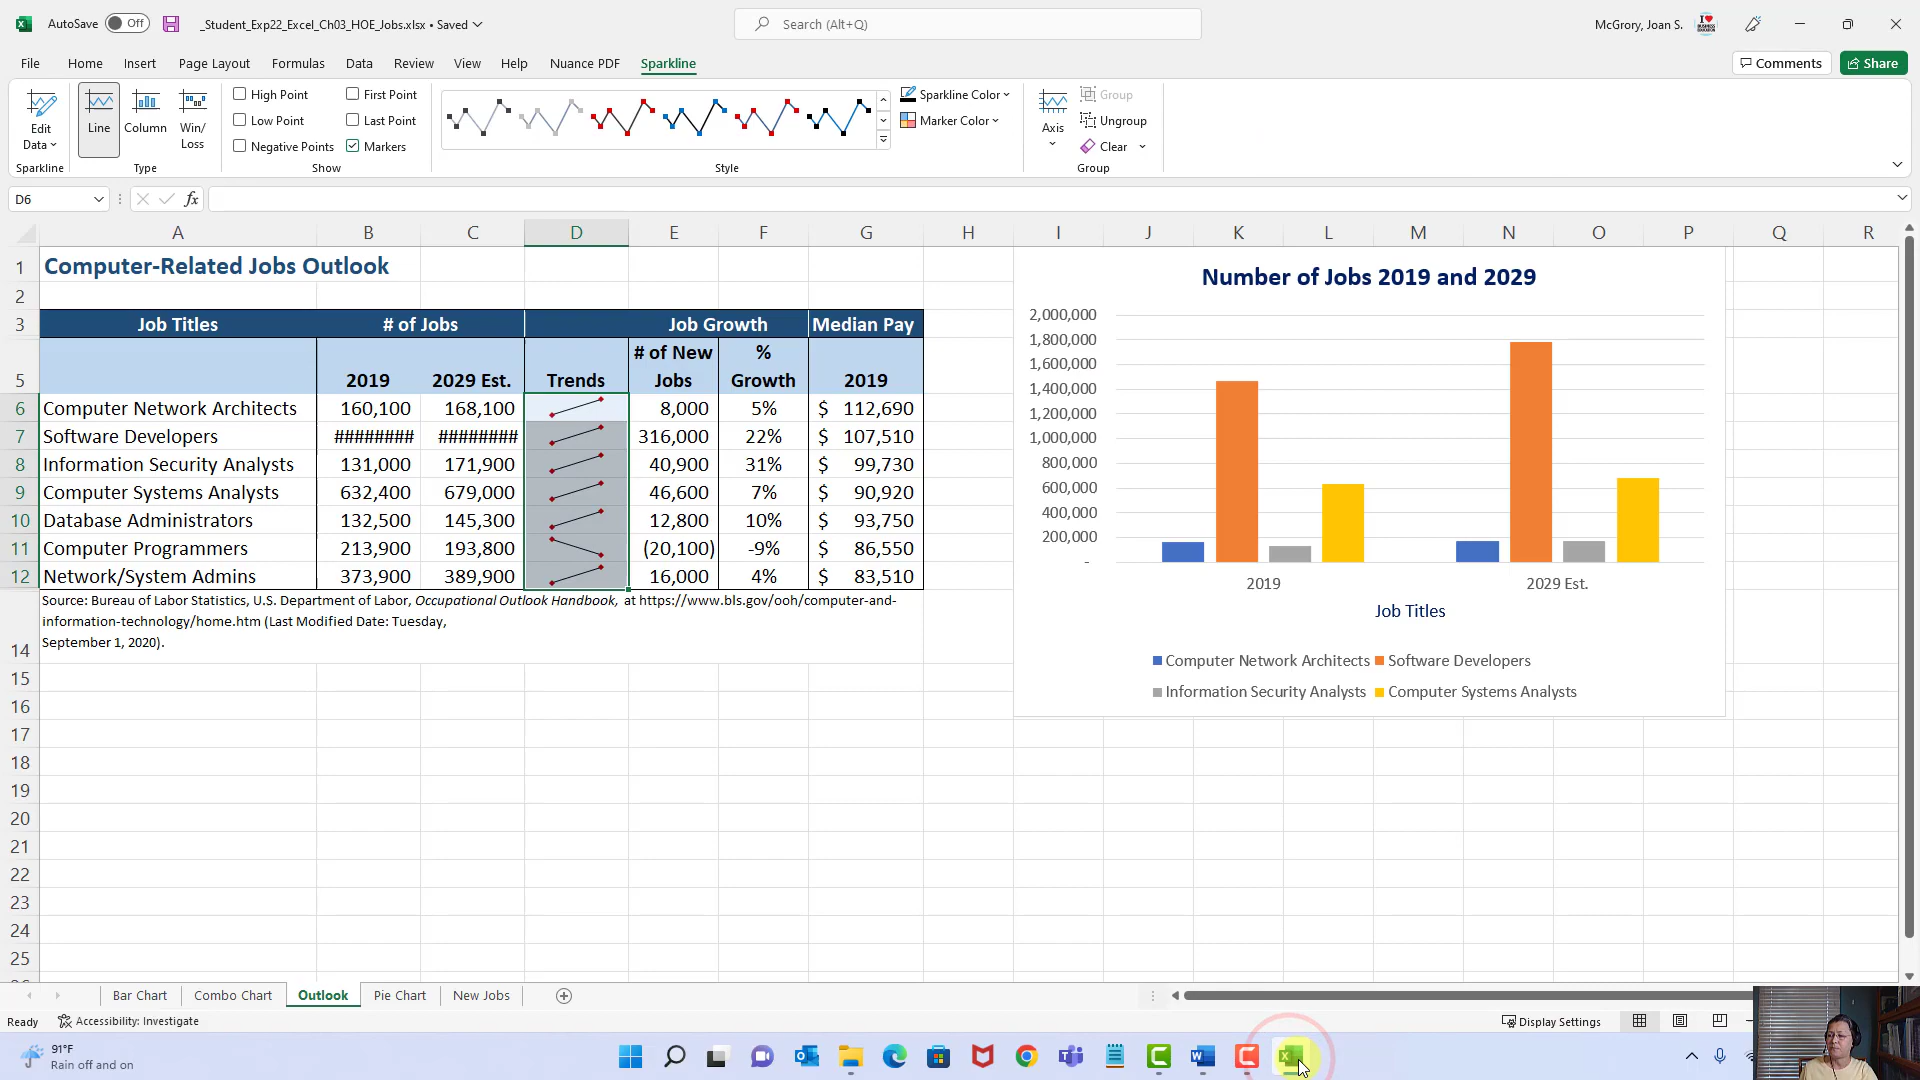 AutoSave Off _Student_Exp22_Excel_Ch03_HOE_Jobs.xlsx • Saved Search (Alt+Q) McGrory, Joan S.
File Home Insert Page Layout Formulas Data Review View Help Nuance PDF Sparkline Comments Share
Edit Data Line Column Win/Loss
High Point First Point
Low Point Last Point
Negative Points Markers
Sparkline Color
Marker Color
Axis
Group
Ungroup
Clear
Sparkline Type Show Style Group
D6 fx
A B C D E F G H I J K L M N O P Q R
1 Computer-Related Jobs Outlook
2
3 Job Titles # of Jobs Job Growth Median Pay
5 2019 2029 Est. Trends # of New Jobs % Growth 2019
6 Computer Network Architects 160,100 168,100 8,000 5% $ 112,690
7 Software Developers ######## ######## 316,000 22% $ 107,510
8 Information Security Analysts 131,000 171,900 40,900 31% $ 99,730
9 Computer Systems Analysts 632,400 679,000 46,600 7% $ 90,920
10 Database Administrators 132,500 145,300 12,800 10% $ 93,750
11 Computer Programmers 213,900 193,800 (20,100) -9% $ 86,550
12 Network/System Admins 373,900 389,900 16,000 4% $ 83,510
Source: Bureau of Labor Statistics, U.S. Department of Labor, Occupational Outlook Handbook, at https://www.bls.gov/ooh/computer-and-
information-technology/home.htm (Last Modified Date: Tuesday,
14 September 1, 2020).
15
16
17
18
19
20
21
22
23
24
25
Number of Jobs 2019 and 2029
2,000,000
1,800,000
1,600,000
1,400,000
1,200,000
1,000,000
800,000
600,000
400,000
200,000
-
2019 2029 Est.
Job Titles
Computer Network Architects Software Developers
Information Security Analysts Computer Systems Analysts
Bar Chart Combo Chart Outlook Pie Chart New Jobs
Ready Accessibility: Investigate Display Settings
91°F
Rain off and on